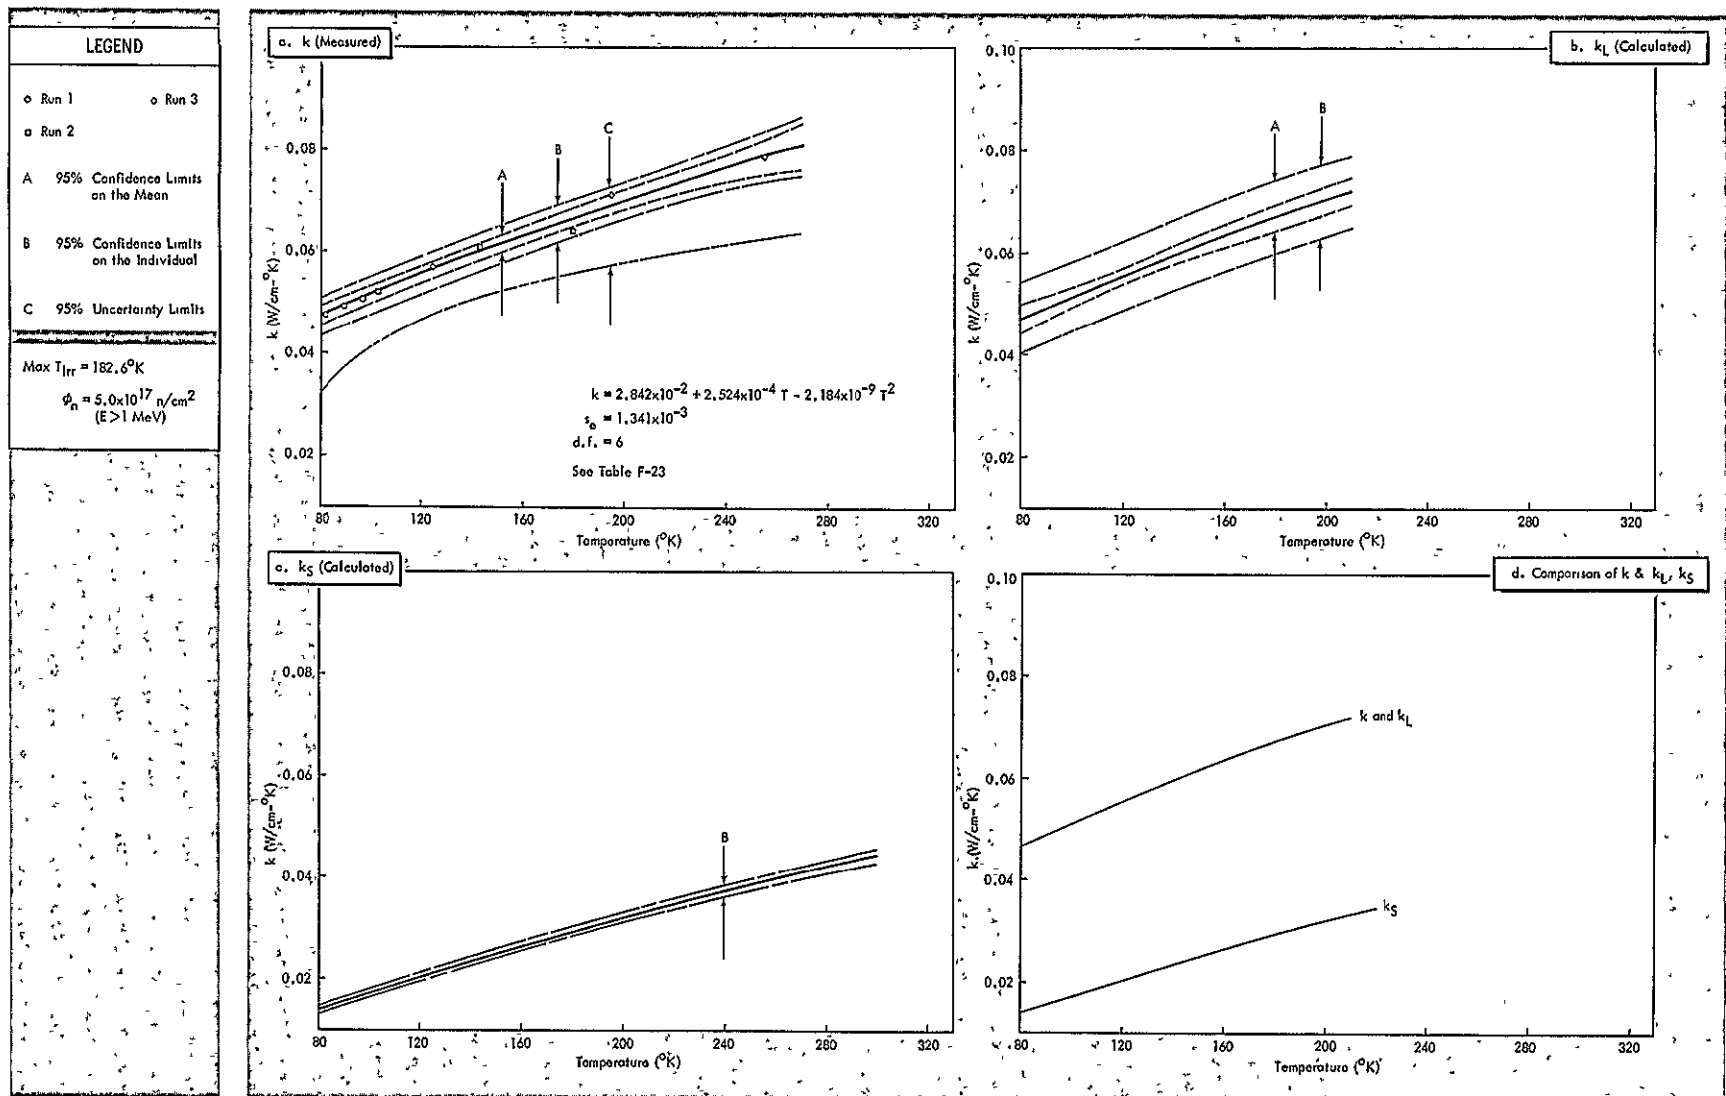 LEGEND
◇ Run 1
○ Run 3
□ Run 2
A 95% Confidence Limits
on the Mean
B 95% Confidence Limits
on the Individual
C 95% Uncertainty Limits
Max T_Irr = 182.6°K
ϕ_n = 5.0x10^17 n/cm^2
(E>1 MeV)
a. k (Measured)
0.08
0.06
0.04
0.02
k (W/cm-°K)
A
B
C
k = 2.842x10^-2 + 2.524x10^-4 T - 2.184x10^-9 T^2
s_e = 1.341x10^-3
d.f. = 6
See Table F-23
80 120 160 200 240 280 320
Temperature (°K)
b. k_L (Calculated)
0.10
0.08
0.06
0.04
0.02
k (W/cm-°K)
A
B
80 120 160 200 240 280 320
Temperature (°K)
c. k_S (Calculated)
0.08
0.06
0.04
0.02
k (W/cm-°K)
B
80 120 160 200 240 280 320
Temperature (°K)
d. Comparison of k & k_L, k_S
0.10
0.08
0.06
0.04
0.02
k (W/cm-°K)
k and k_L
k_S
80 120 160 200 240 280 320
Temperature (°K)